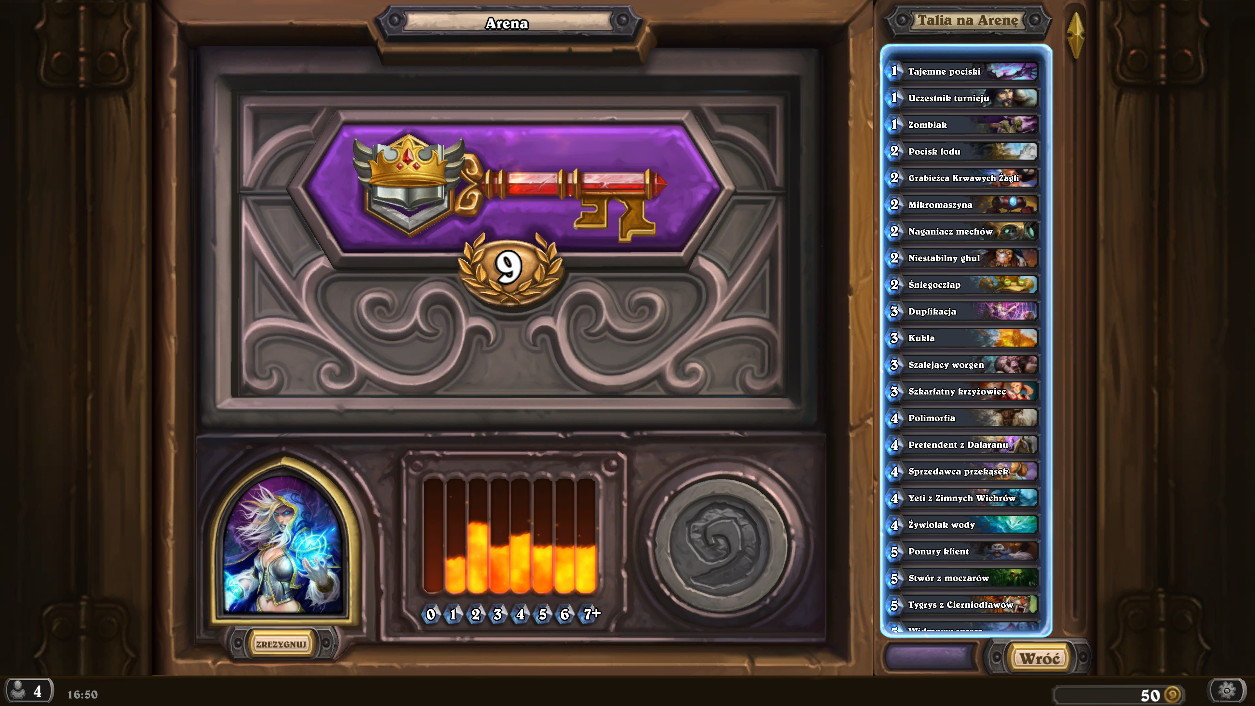 Arena
Talia na Arenę
1 Tajemne pociski
1 Uczestnik turnieju
1 Zombiak
2 Pocisk lodu
2 Grabieżca Krwawych Żagli
2 Mikromaszyna
2 Naganiacz mechów
2 Niestabilny ghul
2 Śniegoczłap
3 Duplikacja
3 Kukła
3 Szalejący worgen
3 Szkarłatny krzyżowiec
4 Polimorfia
4 Pretendent z Dalaranu
4 Sprzedawca przekąsek
4 Yeti z Zimnych Wichrów
4 Żywiołak wody
5 Ponury klient
5 Stwór z moczarów
5 Tygrys z Cierniodławów
9
0 1 2 3 4 5 6 7+
ZREZYGNUJ
Wróć
4
16:50
50